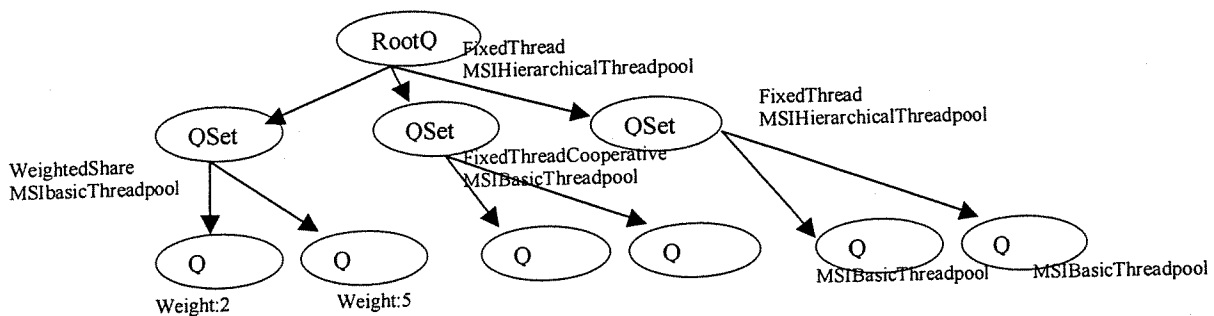 RootQ
FixedThread
MSIHierarchicalThreadpool
FixedThread
MSIHierarchicalThreadpool
QSet
QSet
QSet
WeightedShare
MSIbasicThreadpool
FixedThreadCooperative
MSIBasicThreadpool
Q
Q
Q
Q
Q
Q
MSIBasicThreadpool
MSIBasicThreadpool
Weight:2
Weight:5